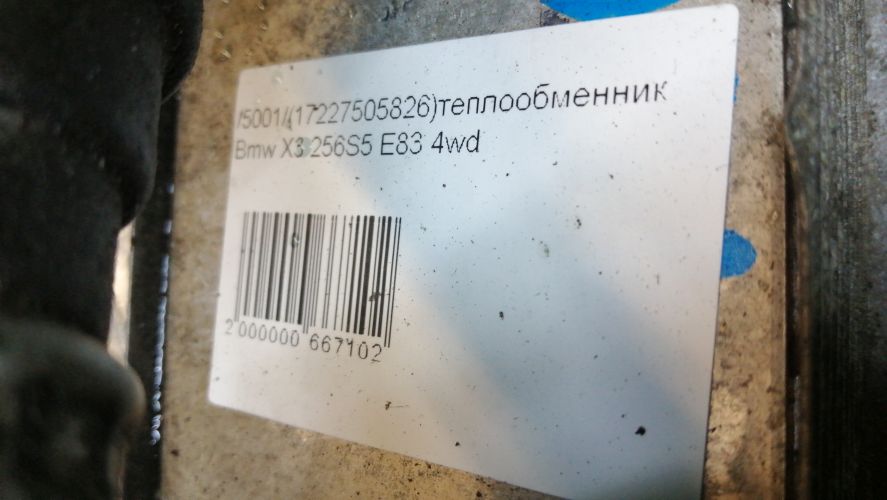 /5001/(17227505826)теплообменник
Bmw X3 256S5 E83 4wd
2 000000 667102